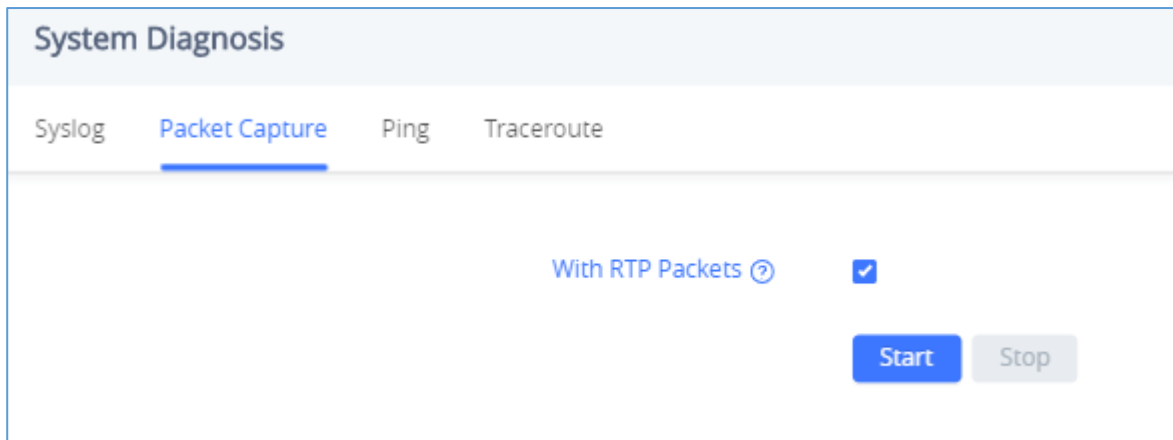 System Diagnosis
Syslog Packet Capture Ping Traceroute
With RTP Packets
Start Stop